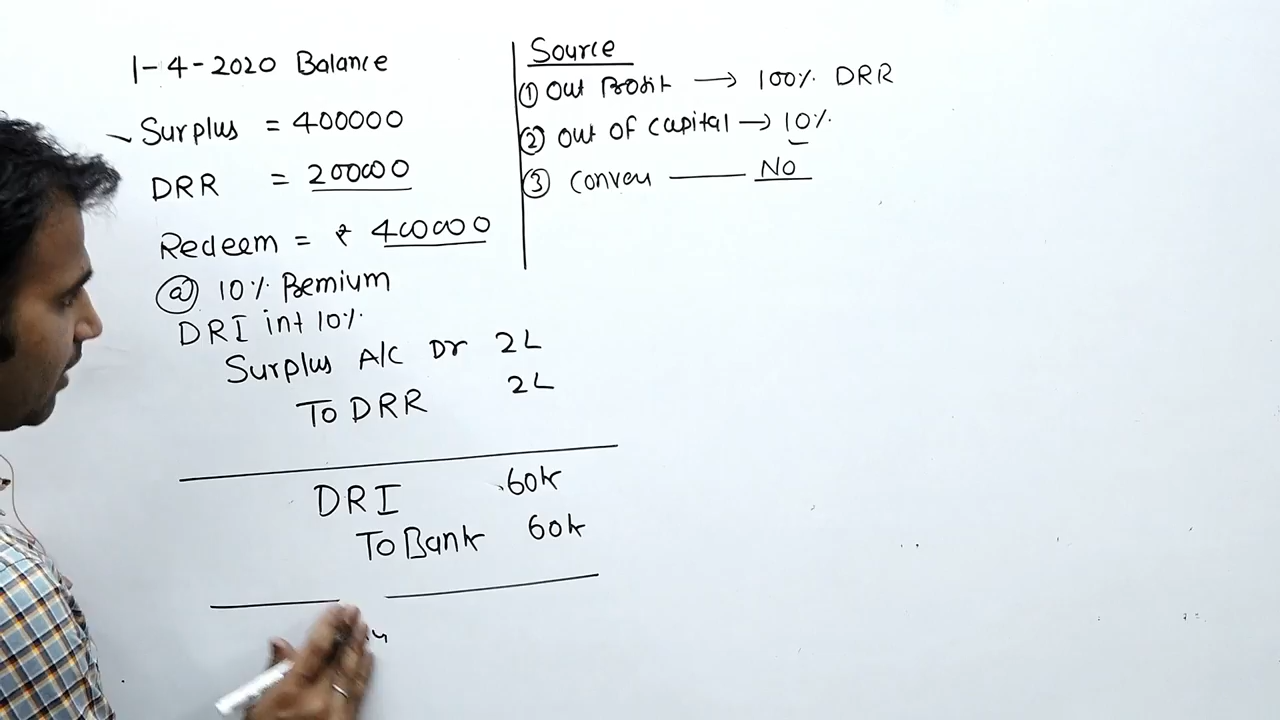 1-4-2020 Balance
Surplus = 400000
DRR = 200000
Redeem = ₹ 400000
@ 10% Premium
DRI int 10%
Surplus A/C Dr 2L
To DRR 2L
DRI 60k
To Bank 60k
Source
① Out Profit → 100% DRR
② Out of Capital → 10%
③ Conven —— No